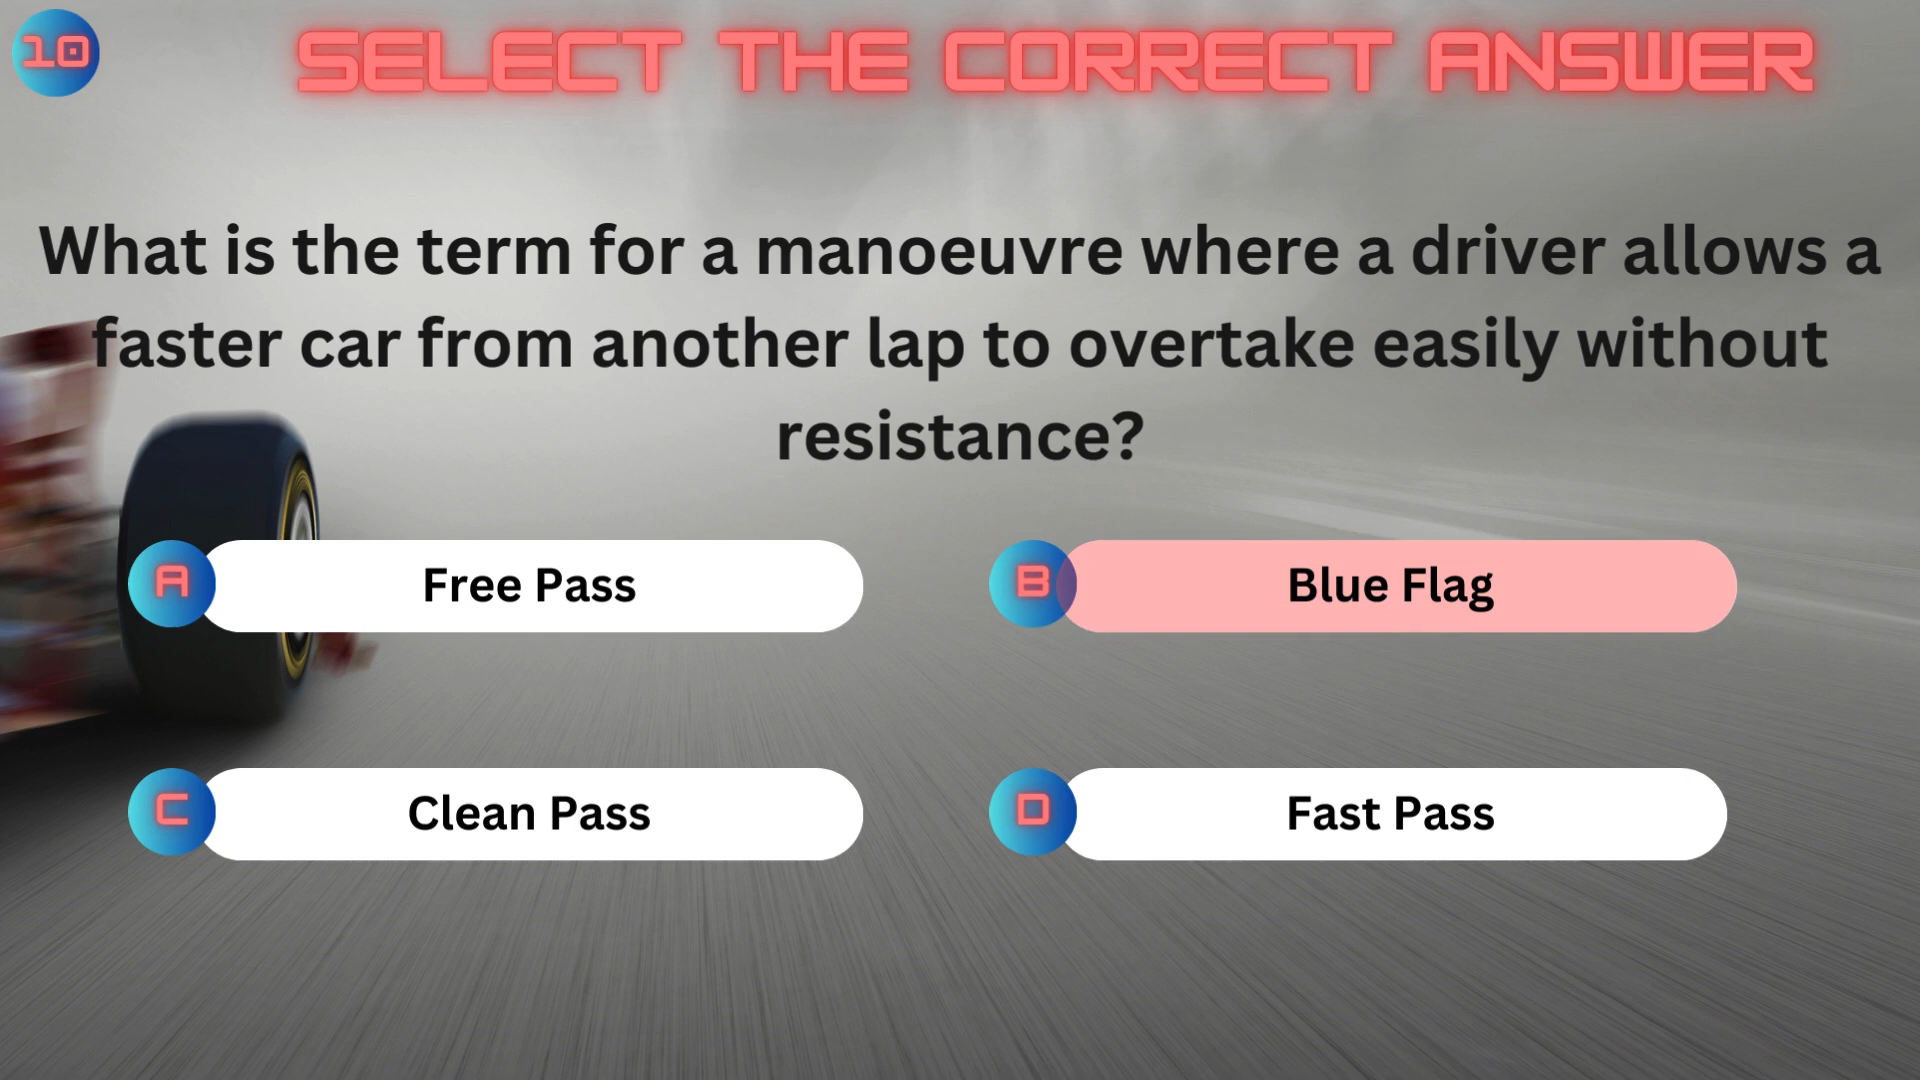 10
SELECT THE CORRECT ANSWER
What is the term for a manoeuvre where a driver allows a
faster car from another lap to overtake easily without
resistance?
A Free Pass
B Blue Flag
C Clean Pass
D Fast Pass